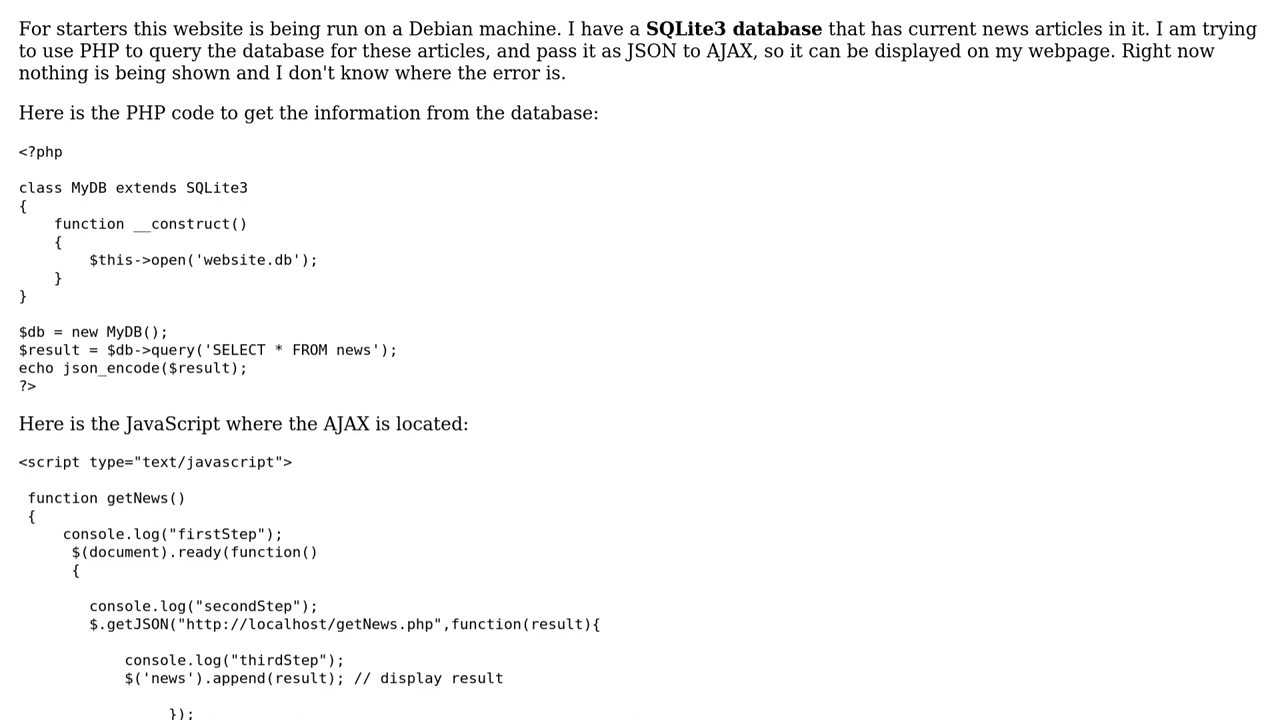 For starters this website is being run on a Debian machine. I have a SQLite3 database that has current news articles in it. I am trying
to use PHP to query the database for these articles, and pass it as JSON to AJAX, so it can be displayed on my webpage. Right now
nothing is being shown and I don't know where the error is.
Here is the PHP code to get the information from the database:
<?php
class MyDB extends SQLite3
{
    function __construct()
    {
        $this->open('website.db');
    }
}
$db = new MyDB();
$result = $db->query('SELECT * FROM news');
echo json_encode($result);
?>
Here is the JavaScript where the AJAX is located:
<script type="text/javascript">
 function getNews()
 {
     console.log("firstStep");
      $(document).ready(function()
      {
        console.log("secondStep");
        $.getJSON("http://localhost/getNews.php",function(result){
            console.log("thirdStep");
            $('news').append(result); // display result
                 });